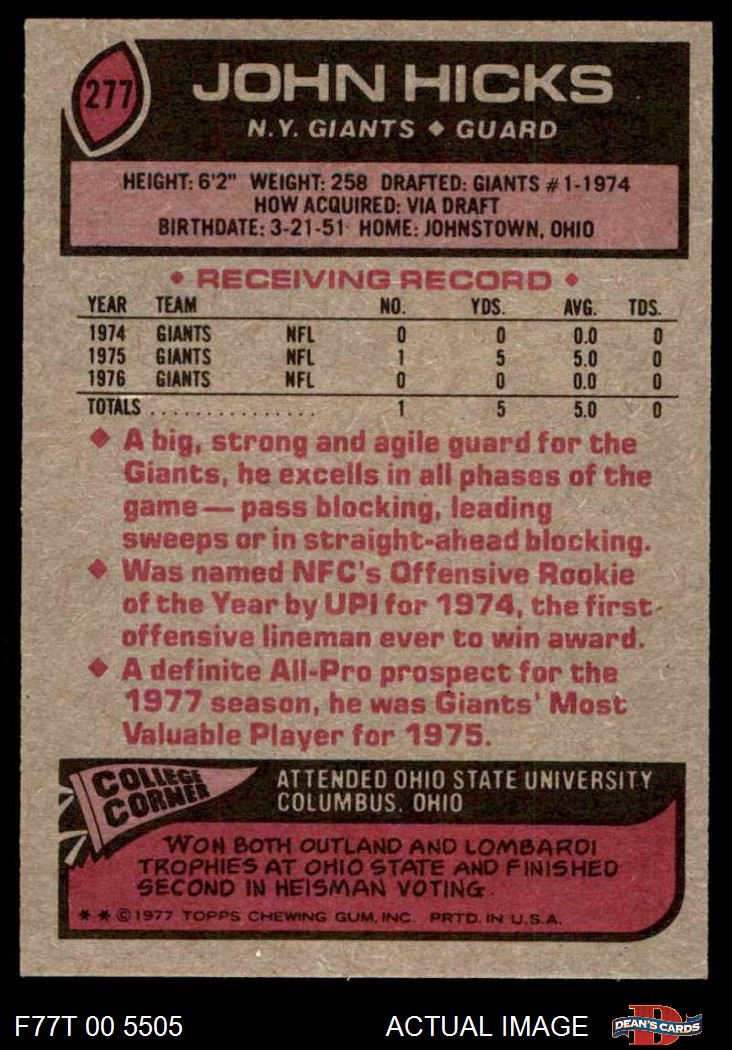 277
JOHN HICKS
N.Y. GIANTS ◆ GUARD
HEIGHT: 6'2" WEIGHT: 258 DRAFTED: GIANTS #1-1974
HOW ACQUIRED: VIA DRAFT
BIRTHDATE: 3-21-51 HOME: JOHNSTOWN, OHIO
◆ RECEIVING RECORD ◆
YEAR TEAM NO. YDS. AVG. TDS.
1974 GIANTS NFL 0 0 0.0 0
1975 GIANTS NFL 1 5 5.0 0
1976 GIANTS NFL 0 0 0.0 0
TOTALS . . . . . . . . . . . . . . . . 1 5 5.0 0
◆ A big, strong and agile guard for the
Giants, he excells in all phases of the
game — pass blocking, leading
sweeps or in straight-ahead blocking.
◆ Was named NFC's Offensive Rookie
of the Year by UPI for 1974, the first
offensive lineman ever to win award.
◆ A definite All-Pro prospect for the
1977 season, he was Giants' Most
Valuable Player for 1975.
COLLEGE
CORNER
ATTENDED OHIO STATE UNIVERSITY
COLUMBUS, OHIO
WON BOTH OUTLAND AND LOMBARDI
TROPHIES AT OHIO STATE AND FINISHED
SECOND IN HEISMAN VOTING.
* * © 1977 TOPPS CHEWING GUM, INC. PRTD. IN U.S.A.
F77T 00 5505 ACTUAL IMAGE D DEAN'S CARDS